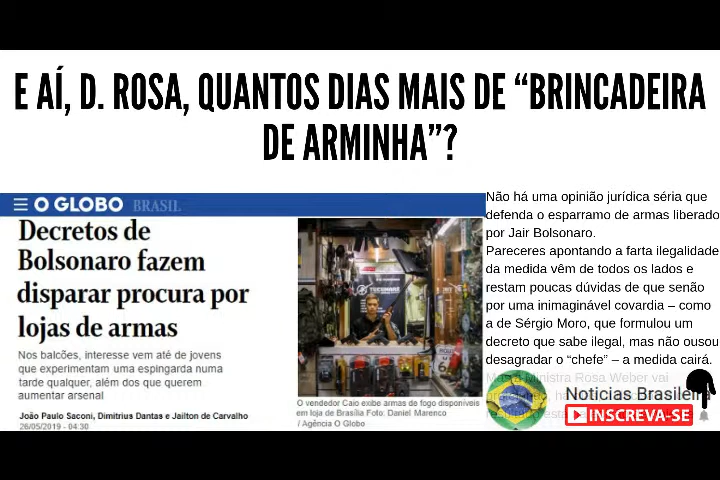 E AÍ, D. ROSA, QUANTOS DIAS MAIS DE “BRINCADEIRA
DE ARMINHA”?
O GLOBO BRASIL
Decretos de
Bolsonaro fazem
disparar procura por
lojas de armas
Nos balcões, interesse vem até de jovens
que experimentam uma espingarda numa
tarde qualquer, além dos que querem
aumentar arsenal
João Paulo Saconi, Dimitrius Dantas e Jailton de Carvalho
26/05/2019 - 04:30
O vendedor Caio exibe armas de fogo disponíveis
em loja de Brasília Foto: Daniel Marenco
/ Agência O Globo
Não há uma opinião jurídica séria que
defenda o esparramo de armas liberado
por Jair Bolsonaro.
Pareceres apontando a farta ilegalidade
da medida vêm de todos os lados e
restam poucas dúvidas de que senão
por uma inimaginável covardia – como
a de Sérgio Moro, que formulou um
decreto que sabe ilegal, mas não ousou
desagradar o “chefe” – a medida cairá.
Mas a Ministra Rosa Weber vai
Noticias Brasileira
INSCREVA-SE